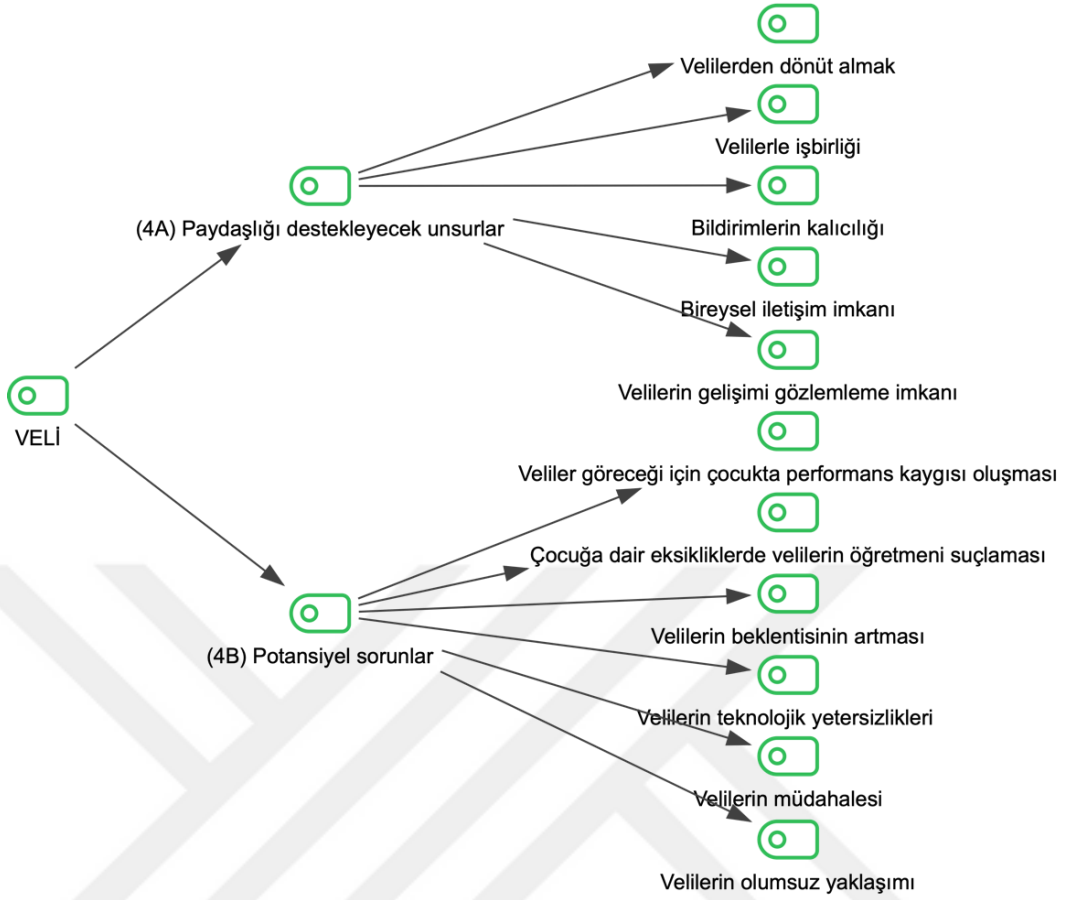 Velilerden dönüt almak
Velilerle işbirliği
(4A) Paydaşlığı destekleyecek unsurlar
Bildirimlerin kalıcılığı
Bireysel iletişim imkanı
Velilerin gelişimi gözlemleme imkanı
VELİ
Veliler göreceği için çocukta performans kaygısı oluşması
Çocuğa dair eksikliklerde velilerin öğretmeni suçlaması
Velilerin beklentisinin artması
(4B) Potansiyel sorunlar
Velilerin teknolojik yetersizlikleri
Velilerin müdahalesi
Velilerin olumsuz yaklaşımı